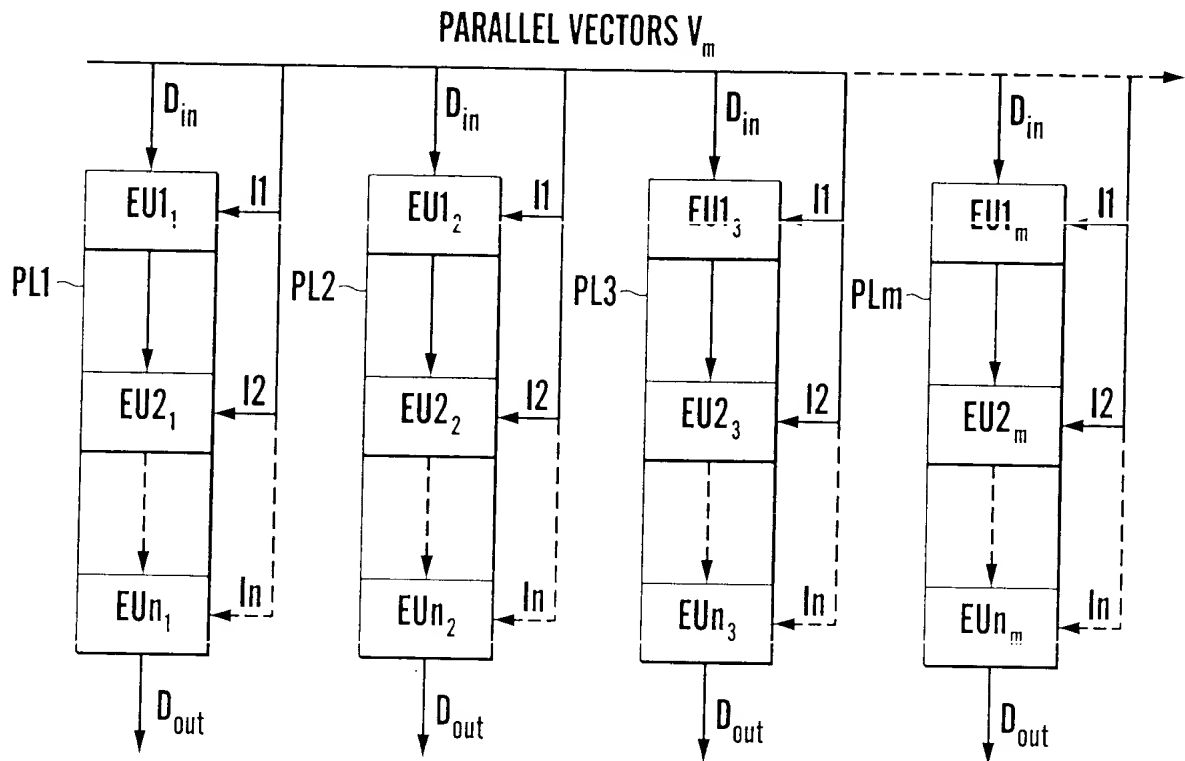 PARALLEL VECTORS Vm
Din Din Din Din
EU1₁ I1 EU1₂ I1 EU1₃ I1 EU1m I1
PL1 PL2 PL3 PLm
EU2₁ I2 EU2₂ I2 EU2₃ I2 EU2m I2
EUn₁ In EUn₂ In EUn₃ In EUnm In
Dout Dout Dout Dout